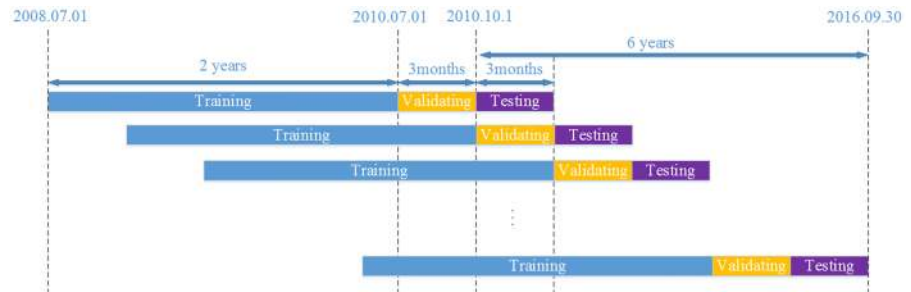 2008.07.01 2010.07.01 2010.10.1 2016.09.30
6 years
2 years 3months 3months
Training Validating Testing
Training Validating Testing
Training Validating Testing
⋮
Training Validating Testing